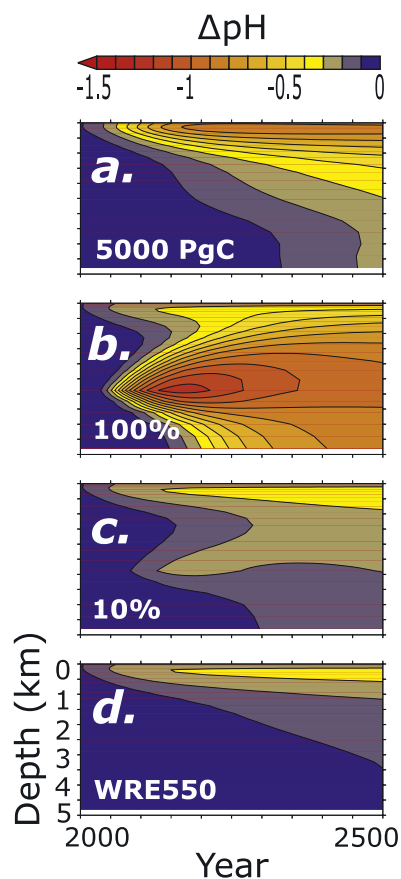 ΔpH
-1.5 -1 -0.5 0
a.
5000 PgC
b.
100%
c.
10%
d.
WRE550
Depth (km)
0
1
2
3
4
5
2000 2500
Year